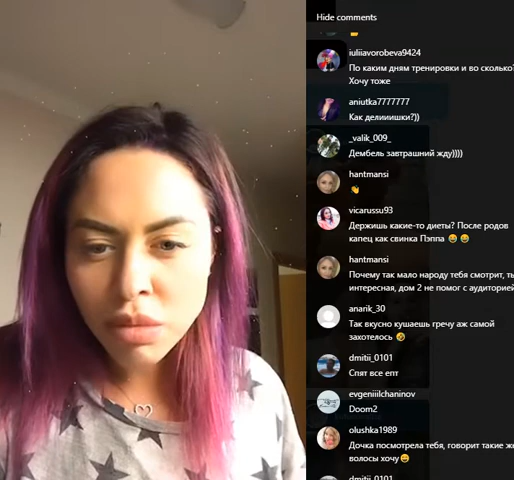 Hide comments
iuliiavorobeva9424
По каким дням тренировки и во сколько?
Хочу тоже
aniutka7777777
Как делиишки?))
_valik_009_
Дембель завтрашний жду))))
hantmansi
👏
vicarussu93
Держишь какие-то диеты? После родов
капец как свинка Пэппа 😂 😂
hantmansi
Почему так мало народу тебя смотрит, ты
интересная, дом 2 не помог с аудиторией
anarik_30
Так вкусно кушаешь гречу аж самой
захотелось 🤣
dmitii_0101
Спят все епт
evgeniiilchaninov
Doom2
olushka1989
Дочка посмотрела тебя, говорит такие же
волосы хочу😄
dmitii_0101